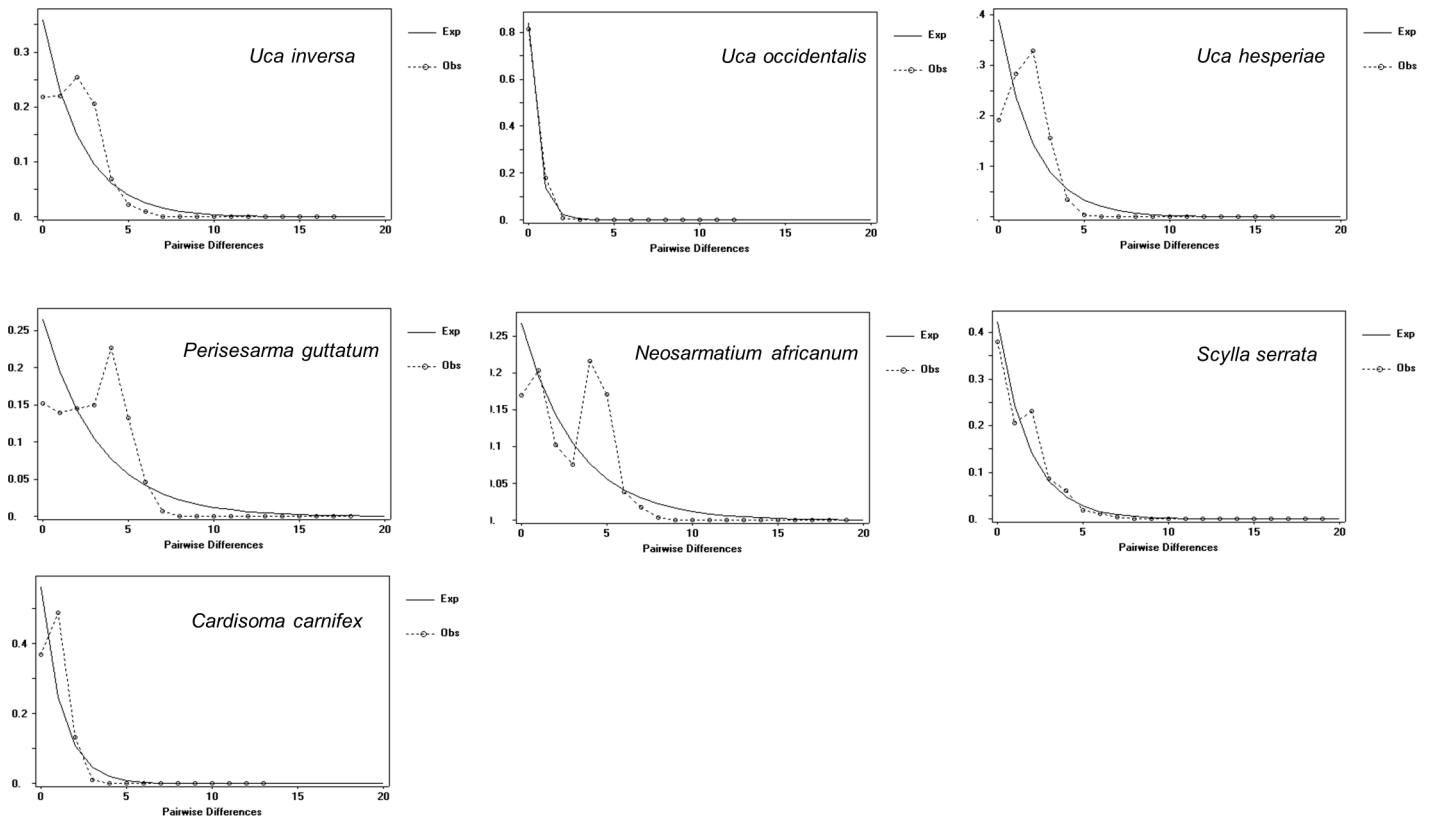 Uca inversa
Exp
Obs
0.3
0.2
0.1
0.
0
5
10
15
20
Pairwise Differences
Uca occidentalis
Exp
Obs
0.8
0.6
0.4
0.2
0.
0
5
10
15
20
Pairwise Differences
Uca hesperiae
Exp
Obs
.4
.3
.2
.1
.
0
5
10
15
20
Pairwise Differences
Perisesarma guttatum
Exp
Obs
0.25
0.2
0.15
0.1
0.05
0.
0
5
10
15
20
Pairwise Differences
Neosarmatium africanum
Exp
Obs
.25
.2
.15
.1
.05
.
0
5
10
15
20
Pairwise Differences
Scylla serrata
Exp
Obs
0.4
0.3
0.2
0.1
0.
0
5
10
15
20
Pairwise Differences
Cardisoma carnifex
Exp
Obs
0.4
0.2
0.
0
5
10
15
20
Pairwise Differences